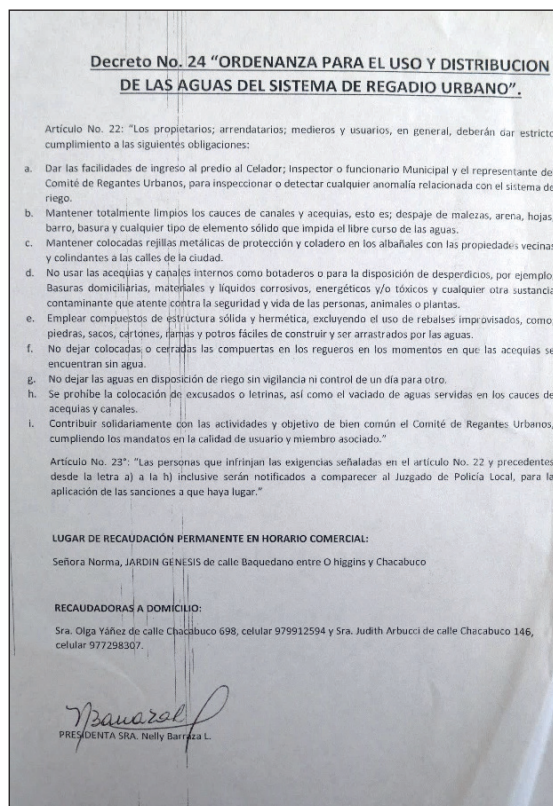 Decreto No. 24 “ORDENANZA PARA EL USO Y DISTRIBUCION
DE LAS AGUAS DEL SISTEMA DE REGADIO URBANO”.
Artículo No. 22: “Los propietarios; arrendatarios; medieros y usuarios, en general, deberán dar estricto
cumplimiento a las siguientes obligaciones:
a. Dar las facilidades de ingreso al predio al Celador; Inspector o funcionario Municipal y el representante de
Comité de Regantes Urbanos, para inspeccionar o detectar cualquier anomalía relacionada con el sistema de
riego.
b. Mantener totalmente limpios los cauces de canales y acequias, esto es; despaje de malezas, arena, hojas,
barro, basura y cualquier tipo de elemento sólido que impida el libre curso de las aguas.
c. Mantener colocadas rejillas metálicas de protección y coladero en los albañales con las propiedades vecinas
y colindantes a las calles de la ciudad.
d. No usar las acequias y canales internos como botaderos o para la disposición de desperdicios, por ejemplo
Basuras domiciliarias, materiales y líquidos corrosivos, energéticos y/o tóxicos y cualquier otra sustancia
contaminante que atente contra la seguridad y vida de las personas, animales o plantas.
e. Emplear compuestos de estructura sólida y hermética, excluyendo el uso de rebalses improvisados, como
piedras, sacos, cartones, ramas y potros fáciles de construir y ser arrastrados por las aguas.
f. No dejar colocadas o cerradas las compuertas en los regueros en los momentos en que las acequias se
encuentran sin agua.
g. No dejar las aguas en disposición de riego sin vigilancia ni control de un día para otro.
h. Se prohibe la colocación de excusados o letrinas, así como el vaciado de aguas servidas en los cauces de
acequias y canales.
i. Contribuir solidariamente con las actividades y objetivo de bien común el Comité de Regantes Urbanos,
cumpliendo los mandatos en la calidad de usuario y miembro asociado.”
Artículo No. 23°: “Las personas que infrinjan las exigencias señaladas en el artículo No. 22 y precedentes
desde la letra a) a la h) inclusive serán notificados a comparecer al Juzgado de Policía Local, para la
aplicación de las sanciones a que haya lugar.”
LUGAR DE RECAUDACIÓN PERMANENTE EN HORARIO COMERCIAL:
Señora Norma, JARDIN GENESIS de calle Baquedano entre O higgins y Chacabuco
RECAUDADORAS A DOMICILIO:
Sra. Olga Yáñez de calle Chacabuco 698, celular 979912594 y Sra. Judith Arbucci de calle Chacabuco 146,
celular 977298307.
PRESIDENTA SRA. Nelly Barraza L.